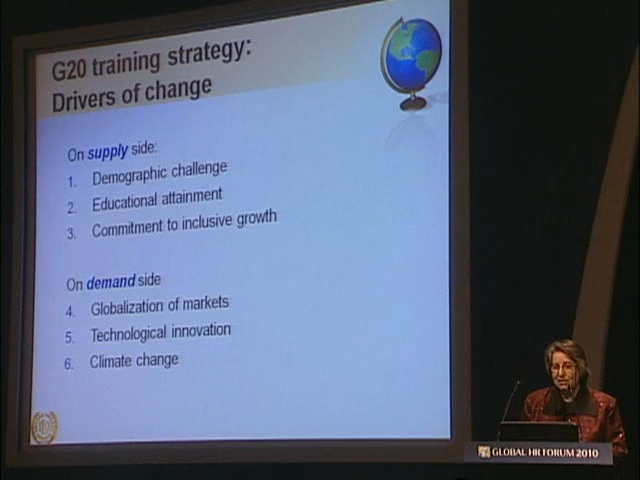 G20 training strategy:
Drivers of change
On supply side:
1. Demographic challenge
2. Educational attainment
3. Commitment to inclusive growth
On demand side
4. Globalization of markets
5. Technological innovation
6. Climate change
GLOBAL HR FORUM 2010